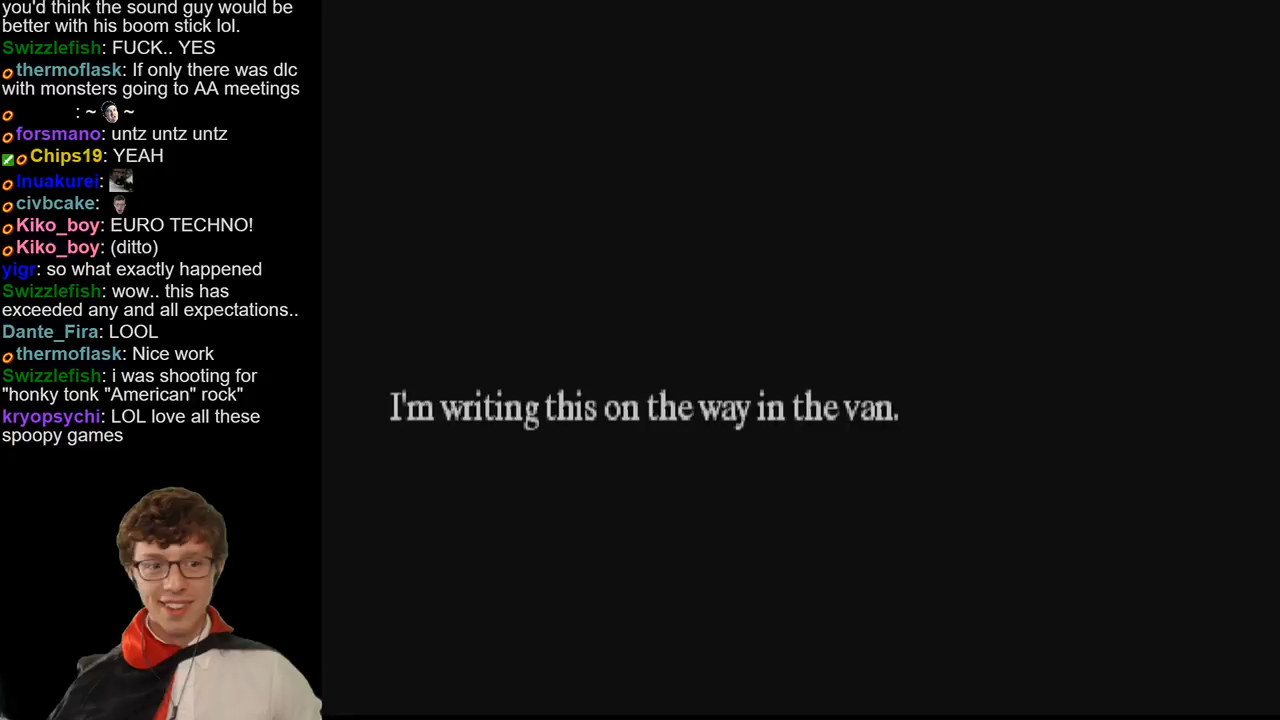 you'd think the sound guy would be
better with his boom stick lol.
Swizzlefish: FUCK.. YES
thermoflask: If only there was dlc
with monsters going to AA meetings
: ~ ~
forsmano: untz untz untz
Chips19: YEAH
Inuakurei:
civbcake:
Kiko_boy: EURO TECHNO!
Kiko_boy: (ditto)
yigr: so what exactly happened
Swizzlefish: wow.. this has
exceeded any and all expectations..
Dante_Fira: LOOL
thermoflask: Nice work
Swizzlefish: i was shooting for
"honky tonk "American" rock"
kryopsychi: LOL love all these
spoopy games
I'm writing this on the way in the van.